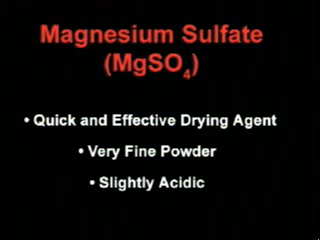 Magnesium Sulfate
(MgSO₄)
• Quick and Effective Drying Agent
• Very Fine Powder
• Slightly Acidic